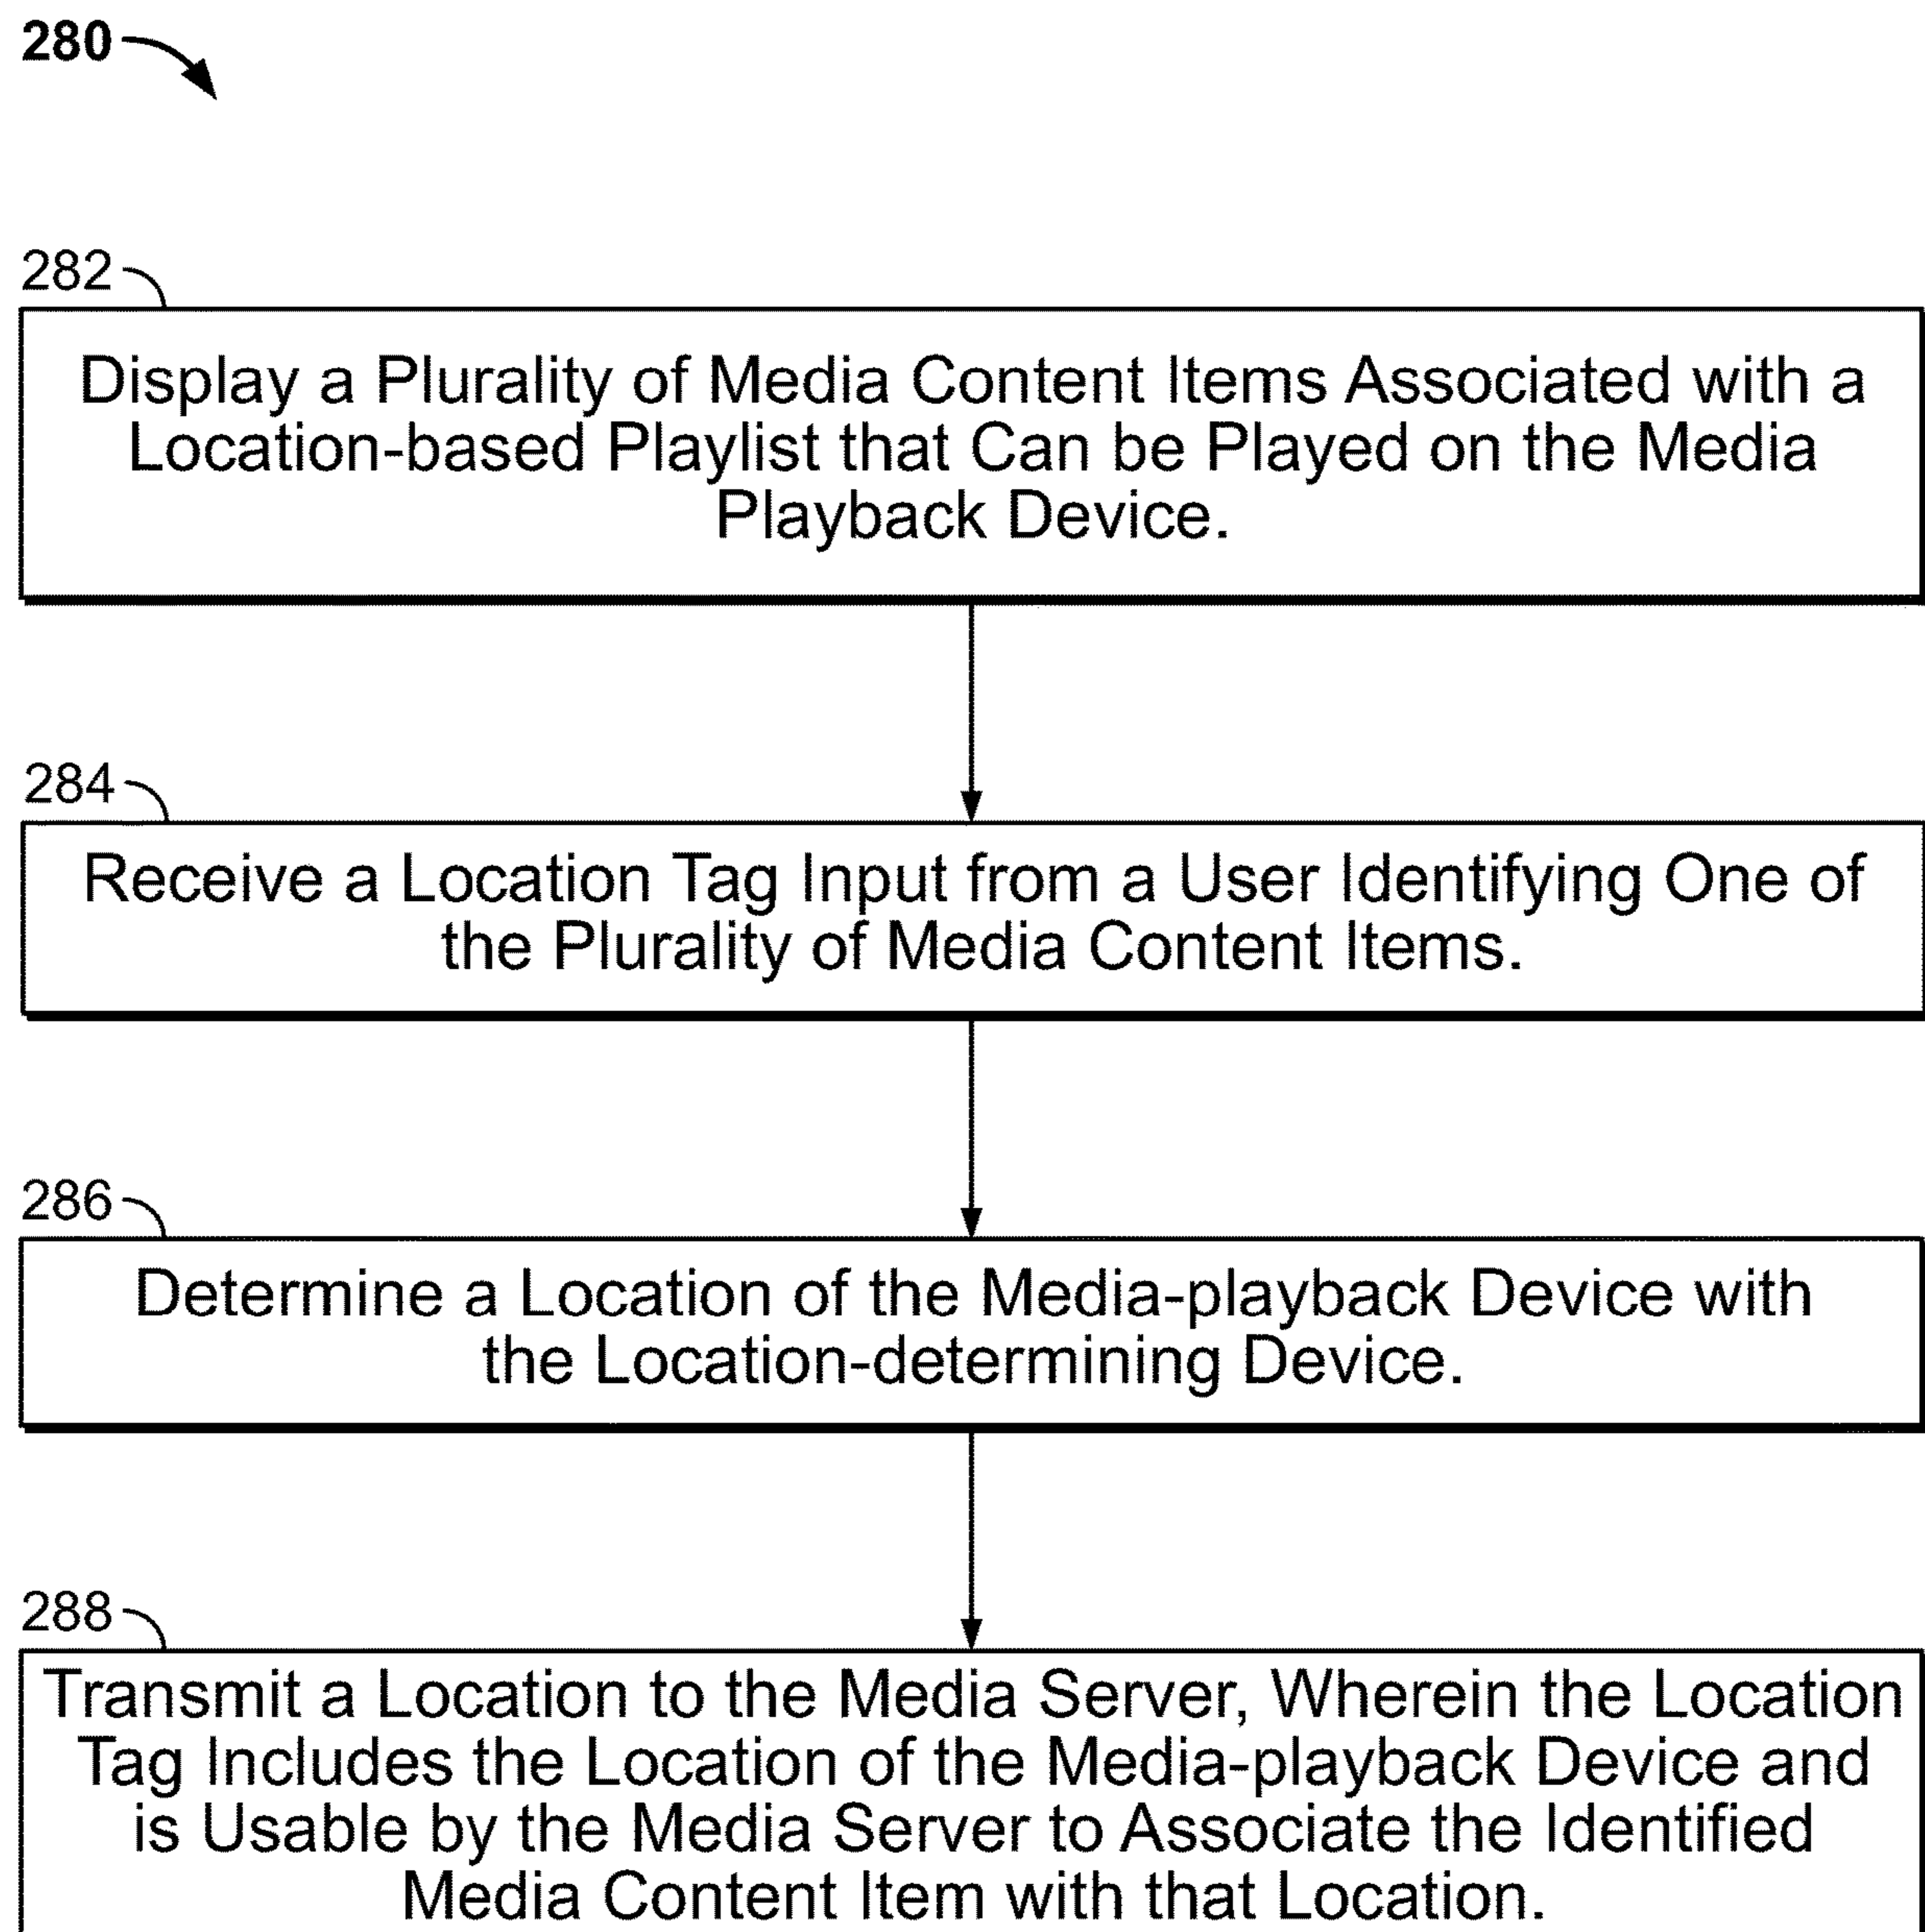 280
282
Display a Plurality of Media Content Items Associated with a
Location-based Playlist that Can be Played on the Media
Playback Device.
284
Receive a Location Tag Input from a User Identifying One of
the Plurality of Media Content Items.
286
Determine a Location of the Media-playback Device with
the Location-determining Device.
288
Transmit a Location to the Media Server, Wherein the Location
Tag Includes the Location of the Media-playback Device and
is Usable by the Media Server to Associate the Identified
Media Content Item with that Location.